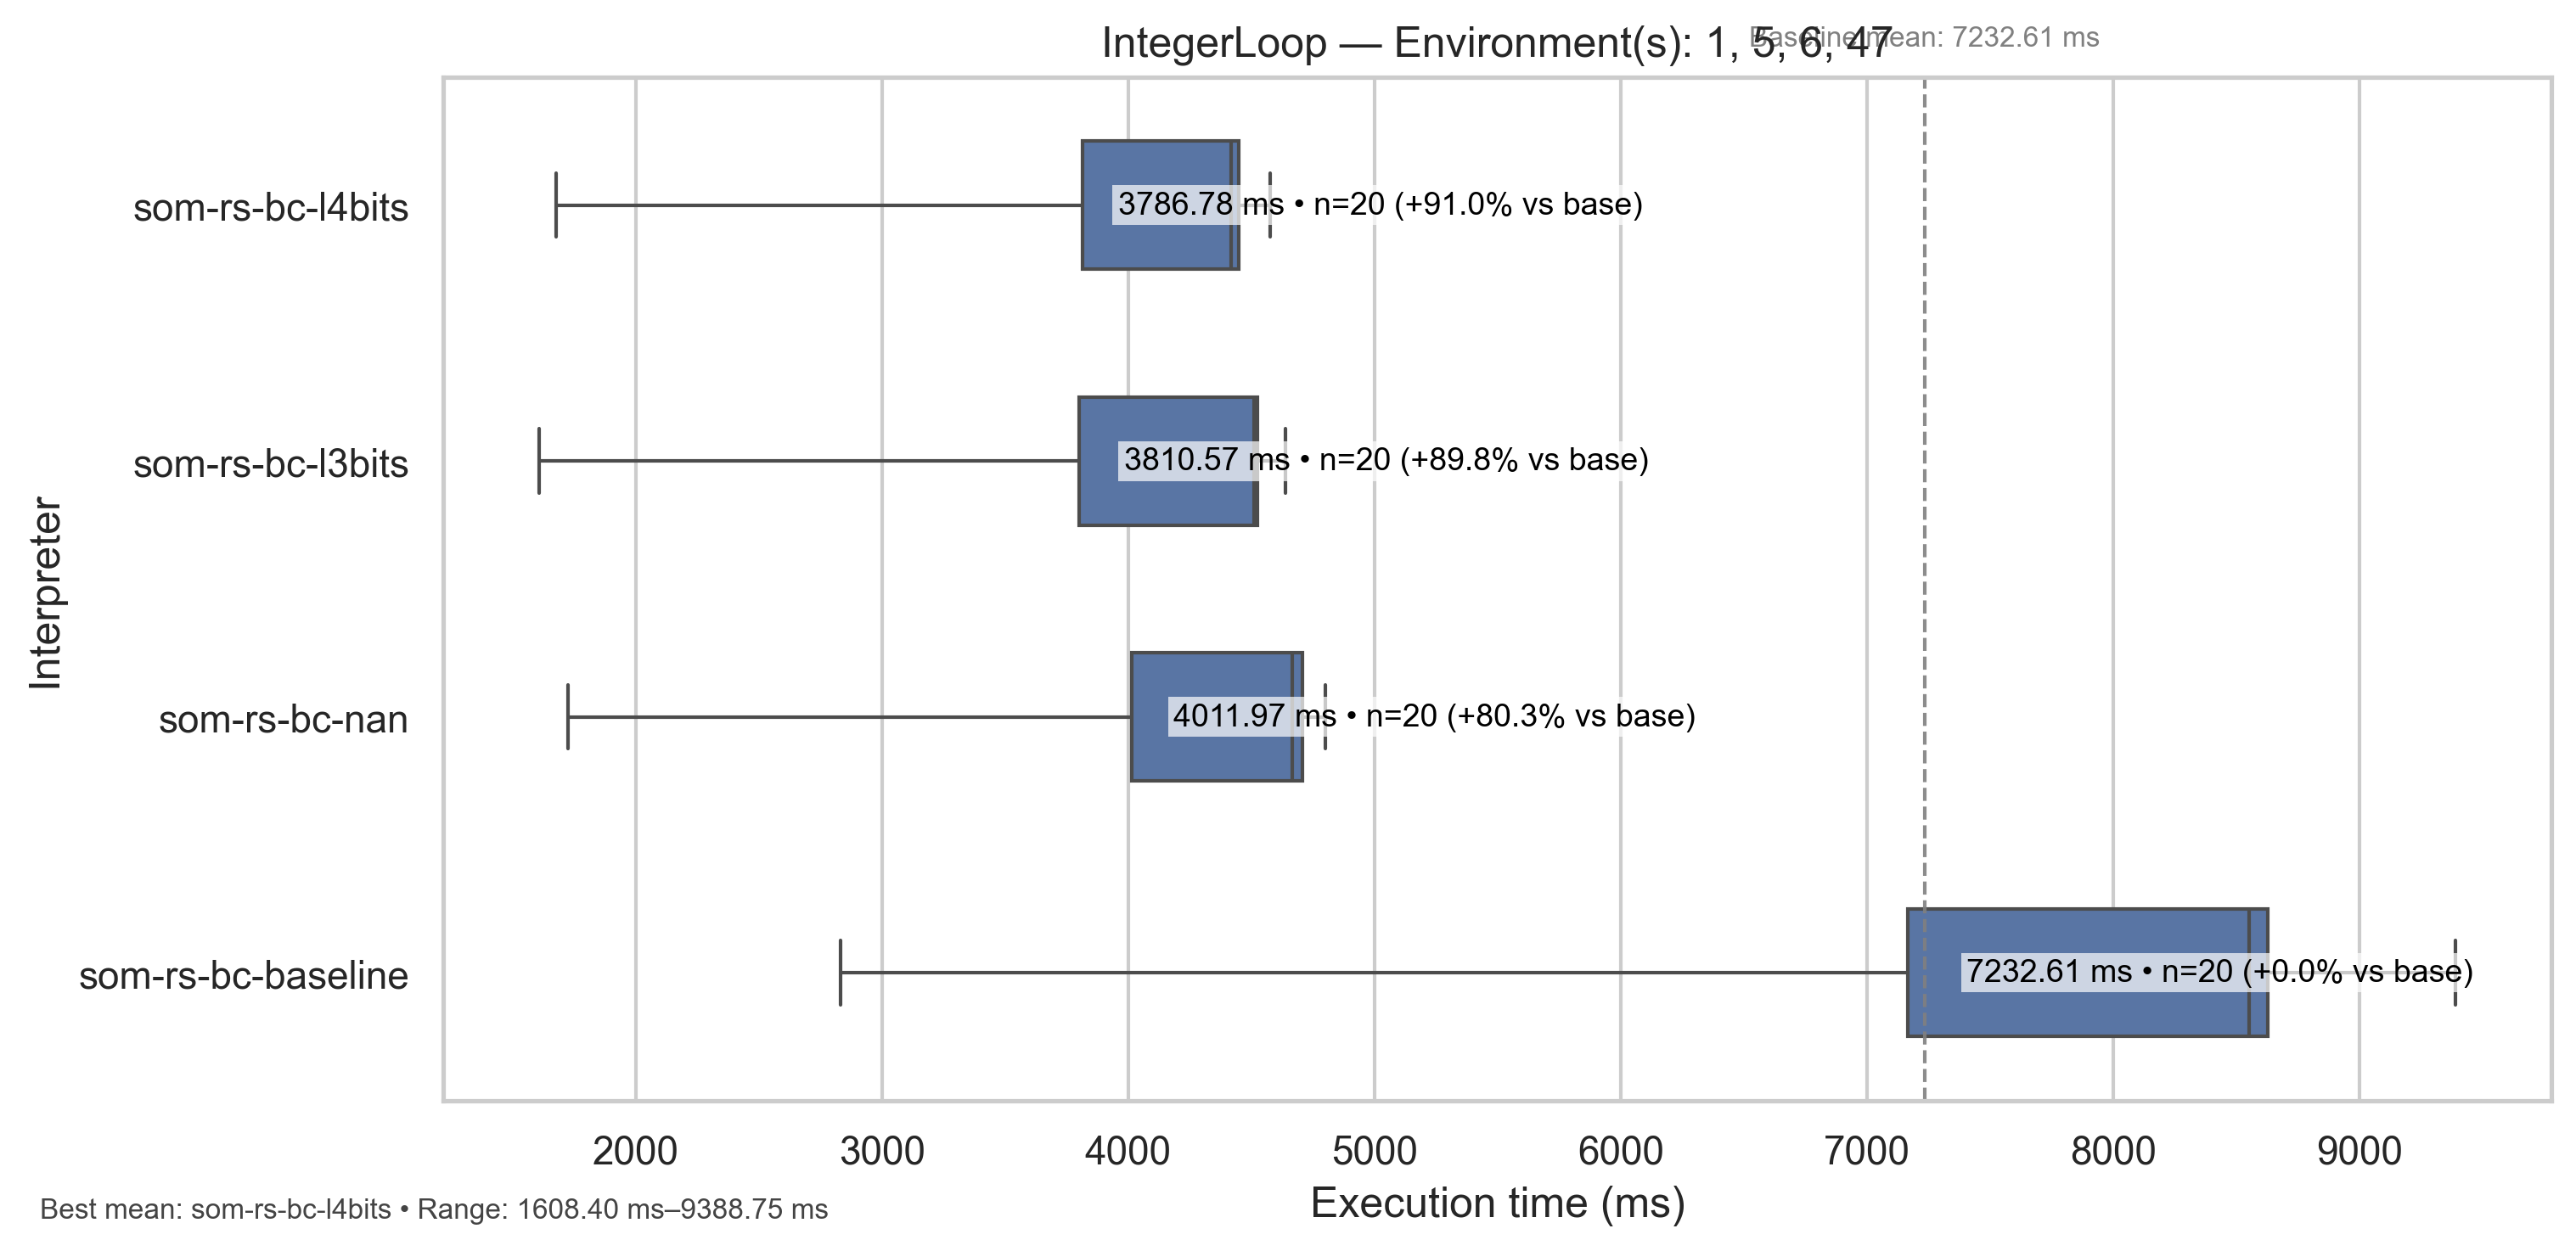 IntegerLoop — Environment(s): 1, 5, 6, 47
Baseline mean: 7232.61 ms
Interpreter
som-rs-bc-l4bits
3786.78 ms • n=20 (+91.0% vs base)
som-rs-bc-l3bits
3810.57 ms • n=20 (+89.8% vs base)
som-rs-bc-nan
4011.97 ms • n=20 (+80.3% vs base)
som-rs-bc-baseline
7232.61 ms • n=20 (+0.0% vs base)
2000 3000 4000 5000 6000 7000 8000 9000
Execution time (ms)
Best mean: som-rs-bc-l4bits • Range: 1608.40 ms–9388.75 ms